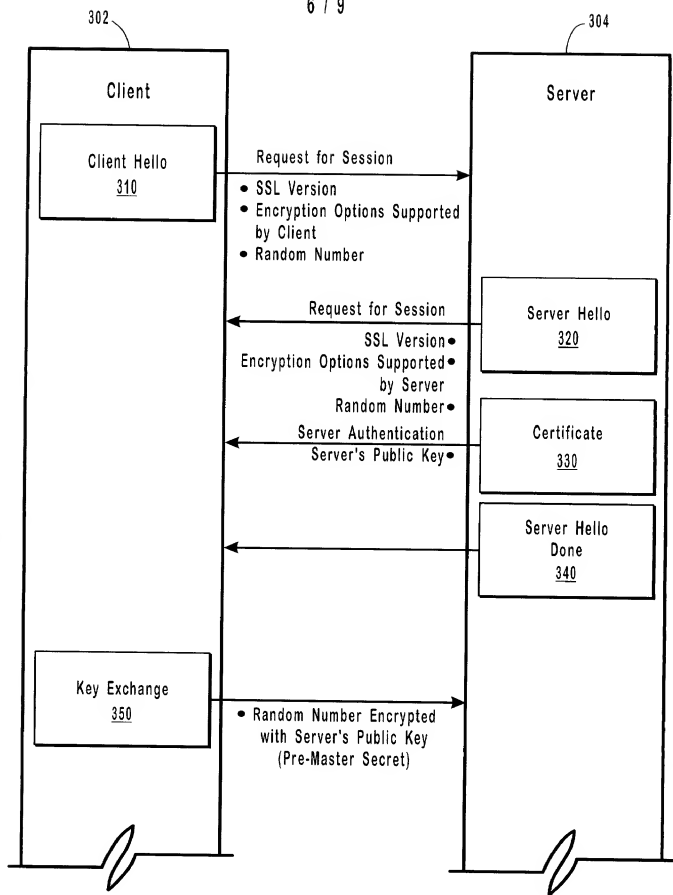 6 / 9
302
304
Client
Server
Client Hello
310
Request for Session
• SSL Version
• Encryption Options Supported
by Client
• Random Number
Request for Session
SSL Version•
Encryption Options Supported•
by Server
Random Number•
Server Hello
320
Server Authentication
Server's Public Key•
Certificate
330
Server Hello
Done
340
Key Exchange
350
• Random Number Encrypted
with Server's Public Key
(Pre-Master Secret)